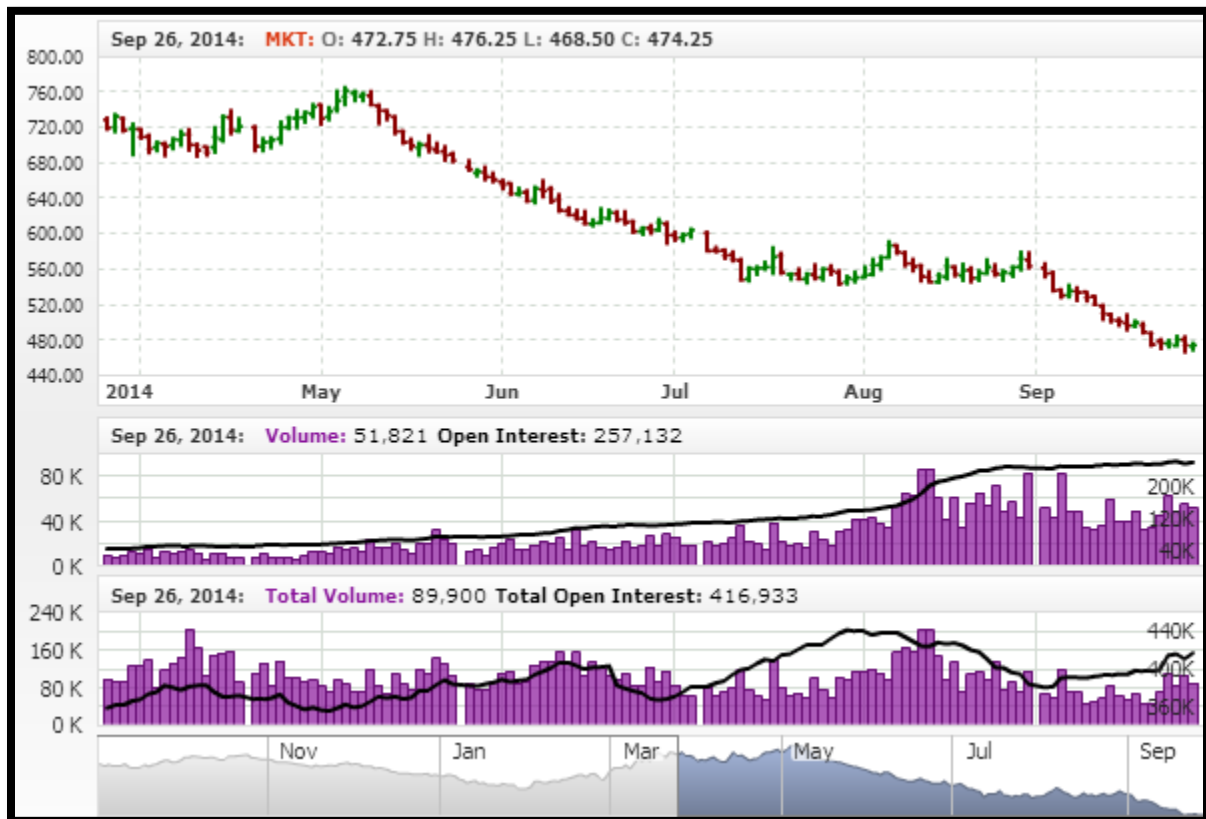 Sep 26, 2014: MKT: O: 472.75 H: 476.25 L: 468.50 C: 474.25
800.00
760.00
720.00
680.00
640.00
600.00
560.00
520.00
480.00
440.00
2014 May Jun Jul Aug Sep
Sep 26, 2014: Volume: 51,821 Open Interest: 257,132
80 K
200K
40 K
120K
40K
0 K
Sep 26, 2014: Total Volume: 89,900 Total Open Interest: 416,933
240 K
440K
160 K
80 K
360K
0 K
Nov Jan Mar May Jul Sep